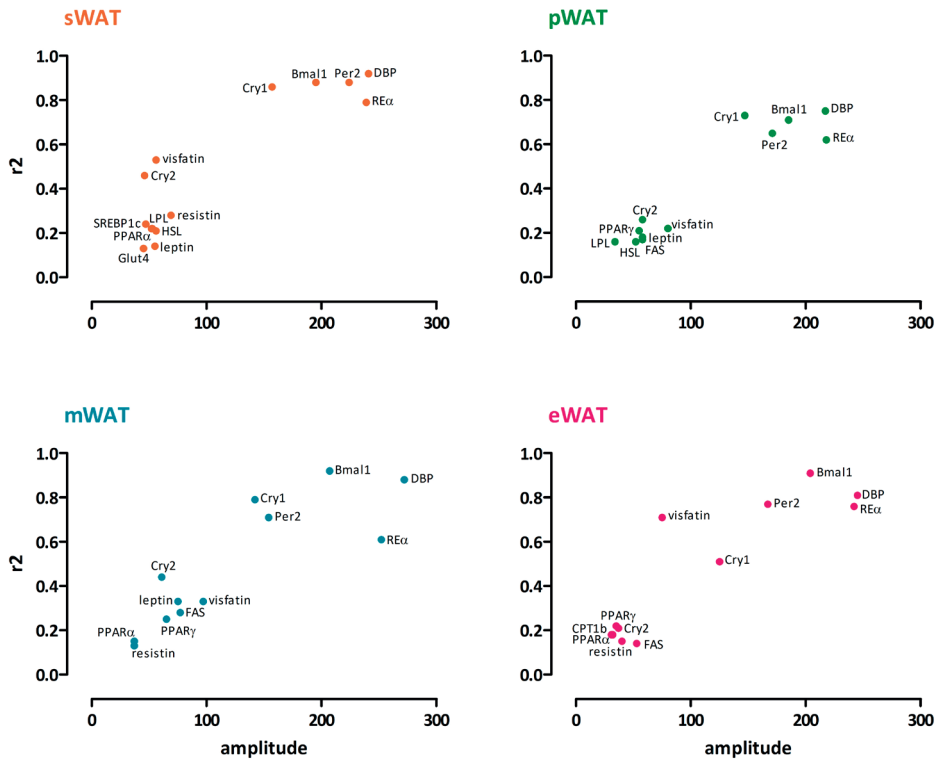 sWAT
pWAT
1.0
0.8
0.6
0.4
0.2
0.0
r2
Cry1
Bmal1
Per2
DBP
REα
visfatin
Cry2
SREBP1c
LPL
resistin
PPARα
HSL
Glut4
leptin
0
100
200
300
1.0
0.8
0.6
0.4
0.2
0.0
Cry1
Bmal1
DBP
Per2
REα
Cry2
PPARγ
visfatin
LPL
leptin
HSL
FAS
0
100
200
300
mWAT
eWAT
1.0
0.8
0.6
0.4
0.2
0.0
r2
Bmal1
DBP
Cry1
Per2
REα
Cry2
leptin
visfatin
FAS
PPARα
PPARγ
resistin
0
100
200
300
amplitude
1.0
0.8
0.6
0.4
0.2
0.0
Bmal1
DBP
Per2
REα
visfatin
Cry1
PPARγ
CPT1b
Cry2
PPARα
resistin
FAS
0
100
200
300
amplitude